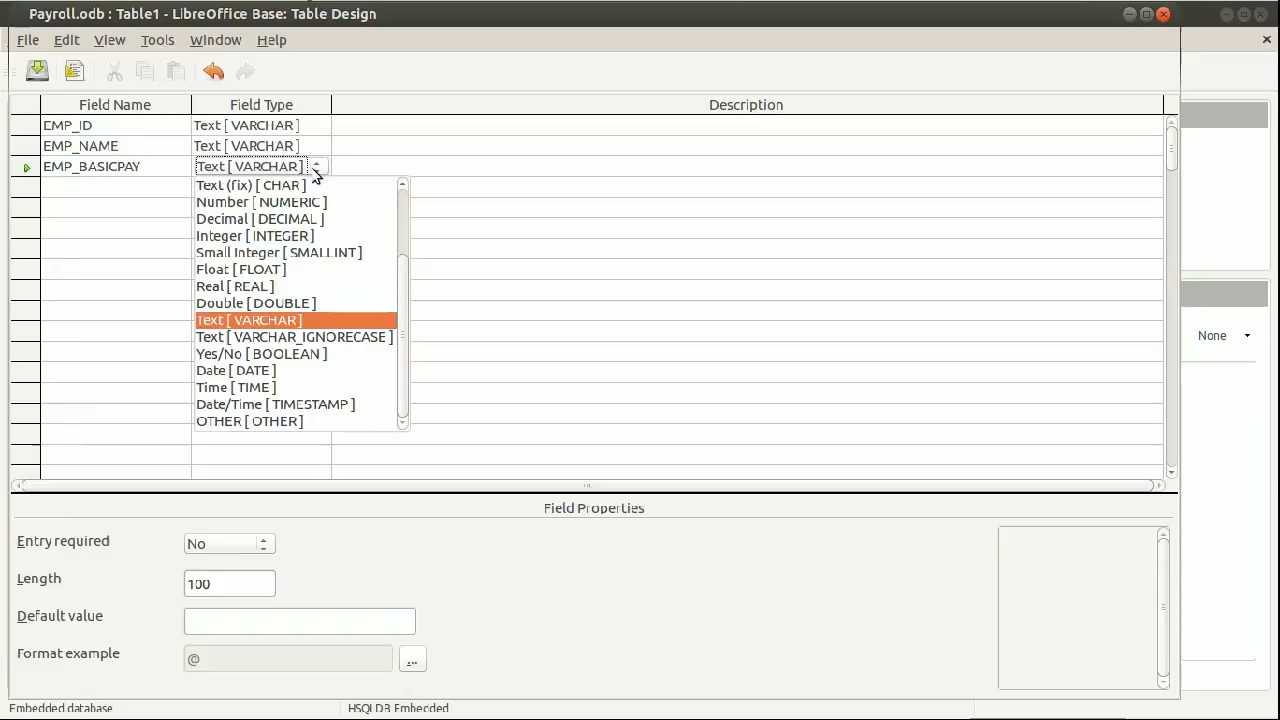 Payroll.odb : Table1 - LibreOffice Base: Table Design
File Edit View Tools Window Help
Field Name Field Type Description
EMP_ID Text [ VARCHAR ]
EMP_NAME Text [ VARCHAR ]
EMP_BASICPAY Text [ VARCHAR ]
Text (fix) [ CHAR ]
Number [ NUMERIC ]
Decimal [ DECIMAL ]
Integer [ INTEGER ]
Small Integer [ SMALLINT ]
Float [ FLOAT ]
Real [ REAL ]
Double [ DOUBLE ]
Text [ VARCHAR ]
Text [ VARCHAR_IGNORECASE ]
Yes/No [ BOOLEAN ]
Date [ DATE ]
Time [ TIME ]
Date/Time [ TIMESTAMP ]
OTHER [ OTHER ]
None
Field Properties
Entry required No
Length 100
Default value
Format example @ ...
Embedded database HSQLDB Embedded